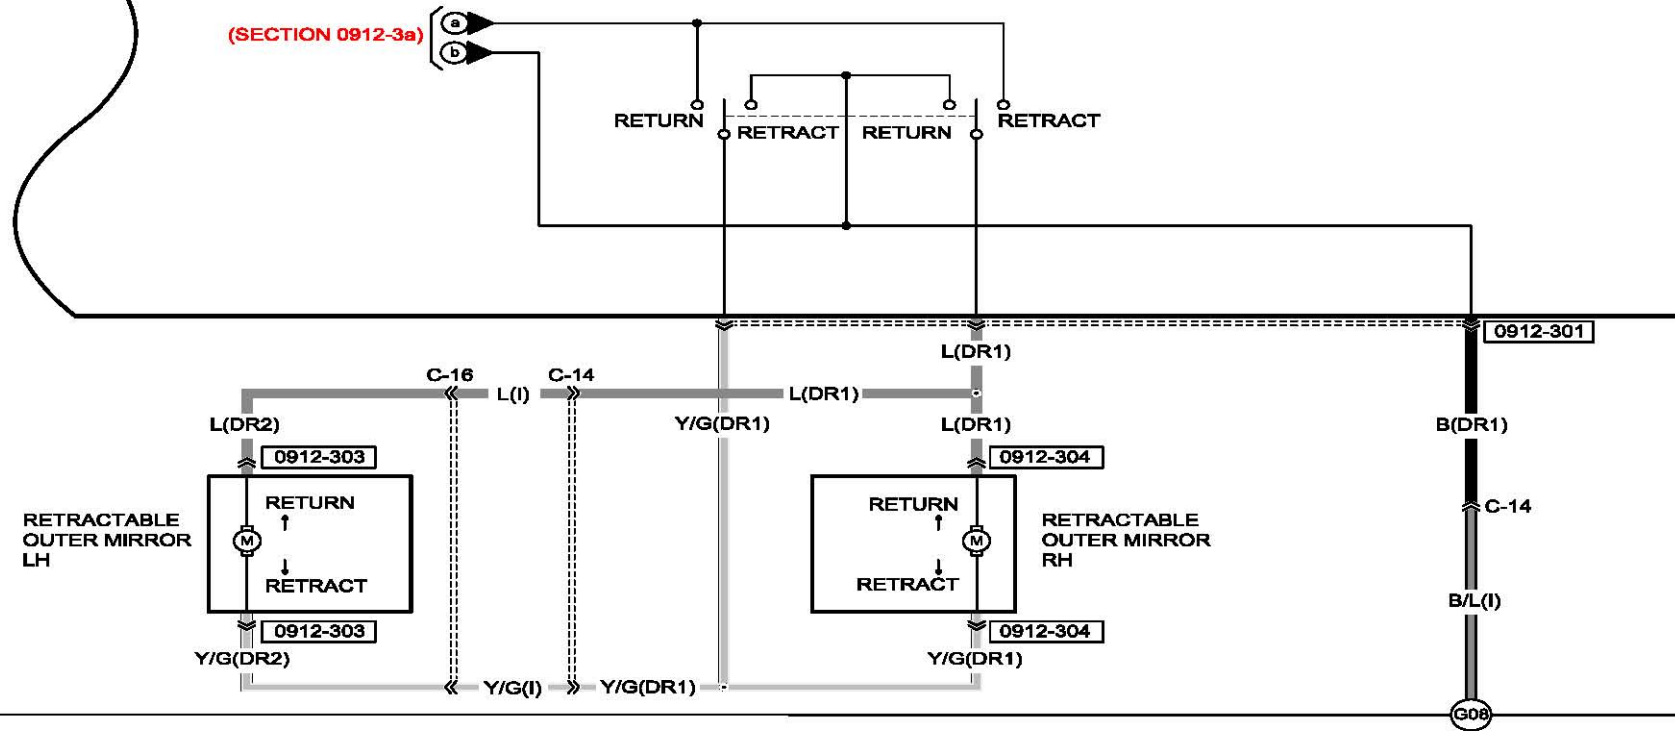 (SECTION 0912-3a)
a
b
RETURN
RETRACT
RETURN
RETRACT
0912-301
L(DR1)
C-16
C-14
L(I)
L(DR1)
L(DR2)
Y/G(DR1)
L(DR1)
B(DR1)
0912-303
0912-304
RETURN
RETURN
C-14
RETRACTABLE
OUTER MIRROR
LH
M
M
RETRACTABLE
OUTER MIRROR
RH
RETRACT
RETRACT
B/L(I)
0912-303
0912-304
Y/G(DR2)
Y/G(DR1)
Y/G(I)
Y/G(DR1)
G08